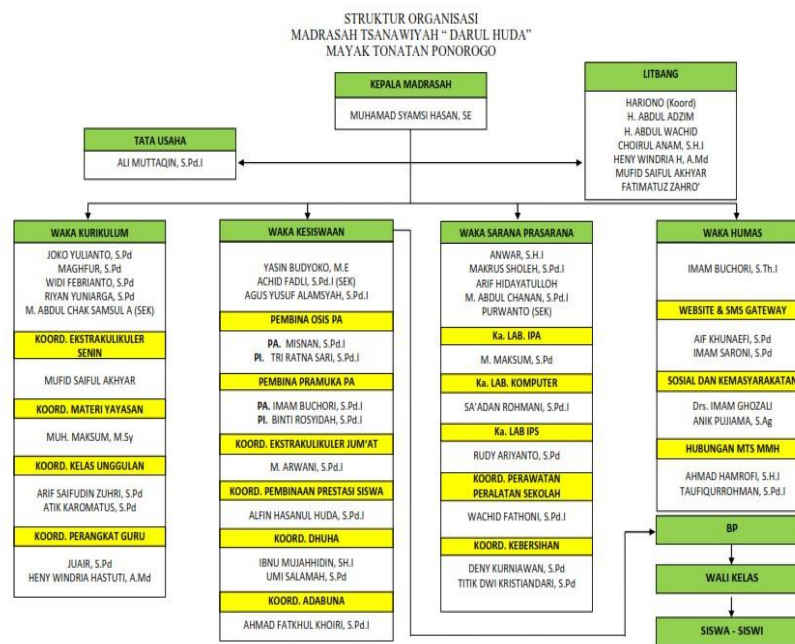 STRUKTUR ORGANISASI
MADRASAH TSANAWIYAH “ DARUL HUDA”
MAYAK TONATAN PONOROGO
KEPALA MADRASAH
MUHAMAD SYAMSI HASAN, SE
LITBANG
HARIONO (Koord)
H. ABDUL ADZIM
H. ABDUL WACHID
CHOIRUL ANAM, S.H.I
HENY WINDRIA H, A.Md
MUFID SAIFUL AKHYAR
FATIMATUZ ZAHRO’
TATA USAHA
ALI MUTTAQIN, S.Pd.I
WAKA KURIKULUM
JOKO YULIANTO, S.Pd
MAGHFUR, S.Pd
WIDI FEBRIANTO, S.Pd
RIYAN YUNIARGA, S.Pd
M. ABDUL CHAK SAMSUL A (SEK)
KOORD. EKSTRAKULIKULER
SENIN
MUFID SAIFUL AKHYAR
KOORD. MATERI YAYASAN
MUH. MAKSUM, M.Sy
KOORD. KELAS UNGGULAN
ARIF SAIFUDIN ZUHRI, S.Pd
ATIK KAROMATUS, S.Pd
KOORD. PERANGKAT GURU
JUAIR, S.Pd
HENY WINDRIA HASTUTI, A.Md
WAKA KESISWAAN
YASIN BUDYOKO, M.E
ACHID FADLI, S.Pd.I (SEK)
AGUS YUSUF ALAMSYAH, S.Pd.I
PEMBINA OSIS PA
PA. MISNAN, S.Pd.I
PI. TRI RATNA SARI, S.Pd.I
PEMBINA PRAMUKA PA
PA. IMAM BUCHORI, S.Pd.I
PI. BINTI ROSYIDAH, S.Pd.I
KOORD. EKSTRAKULIKULER JUM’AT
M. ARWANI, S.Pd.I
KOORD. PEMBINAAN PRESTASI SISWA
ALFIN HASANUL HUDA, S.Pd.I
KOORD. DHUHA
IBNU MUJAHHIDIN, SH.I
UMI SALAMAH, S.Pd
KOORD. ADABUNA
AHMAD FATKHUL KHOIRI, S.Pd.I
WAKA SARANA PRASARANA
ANWAR, S.H.I
MAKRUS SHOLEH, S.Pd.I
ARIF HIDAYATULLOH
M. ABDUL CHANAN, S.Pd.I
PURWANTO (SEK)
Ka. LAB. IPA
M. MAKSUM, S.Pd
Ka. LAB. KOMPUTER
SA’ADAN ROHMANI, S.Pd.I
Ka. LAB IPS
RUDY ARIYANTO, S.Pd
KOORD. PERAWATAN
PERALATAN SEKOLAH
WACHID FATHONI, S.Pd.I
KOORD. KEBERSIHAN
DENY KURNIAWAN, S.Pd
TITIK DWI KRISTIANDARI, S.Pd
WAKA HUMAS
IMAM BUCHORI, S.Th.I
WEBSITE & SMS GATEWAY
AIF KHUNAEFI, S.Pd
IMAM SARONI, S.Pd
SOSIAL DAN KEMASYARAKATAN
Drs. IMAM GHOZALI
ANIK PUJIAMA, S.Ag
HUBUNGAN MTS MMH
AHMAD HAMROFI, S.H.I
TAUFIQURROHMAN, S.Pd.I
BP
WALI KELAS
SISWA - SISWI